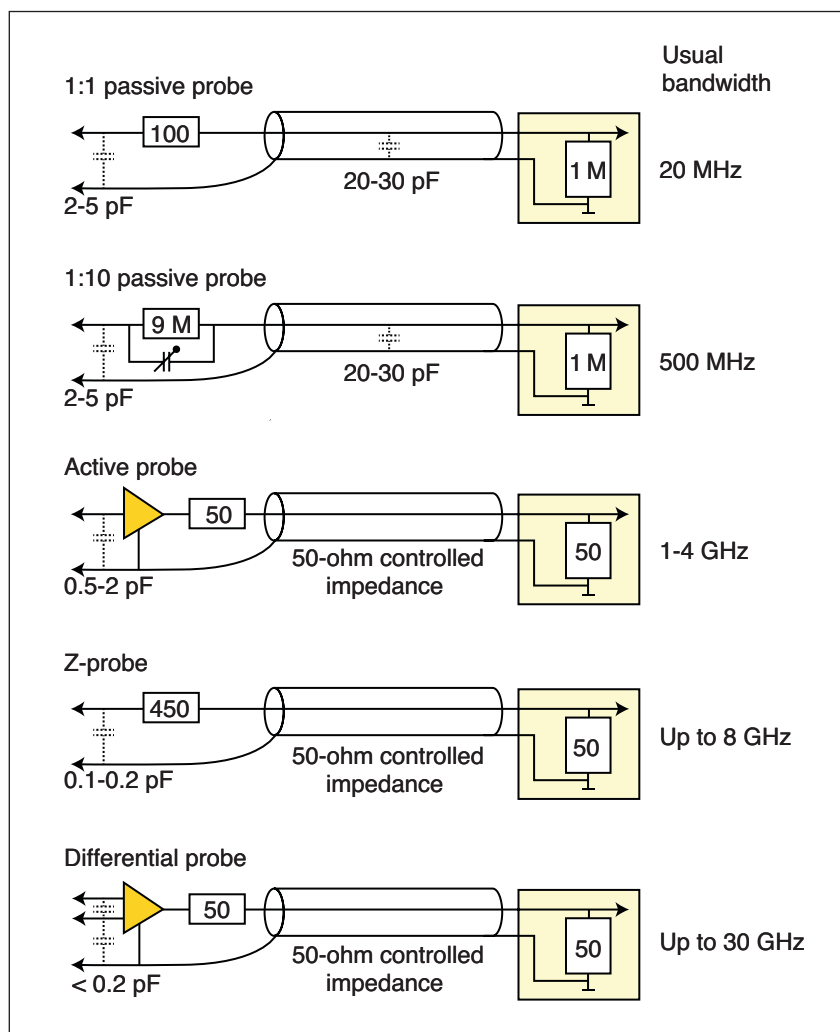 Usual
bandwidth
1:1 passive probe
100
1 M
20 MHz
20-30 pF
2-5 pF
1:10 passive probe
9 M
1 M
500 MHz
20-30 pF
2-5 pF
Active probe
50
50
1-4 GHz
50-ohm controlled
impedance
0.5-2 pF
Z-probe
450
50
Up to 8 GHz
50-ohm controlled
impedance
0.1-0.2 pF
Differential probe
50
50
Up to 30 GHz
50-ohm controlled
impedance
< 0.2 pF